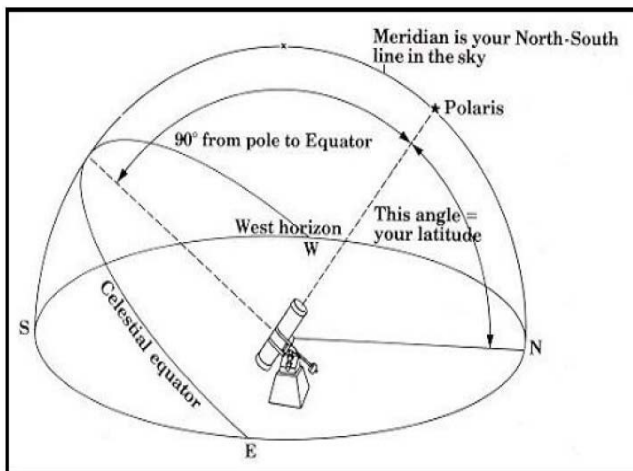 Meridian is your North-South
line in the sky
Polaris
90° from pole to Equator
This angle =
your latitude
West horizon
W
S
N
Celestial equator
E